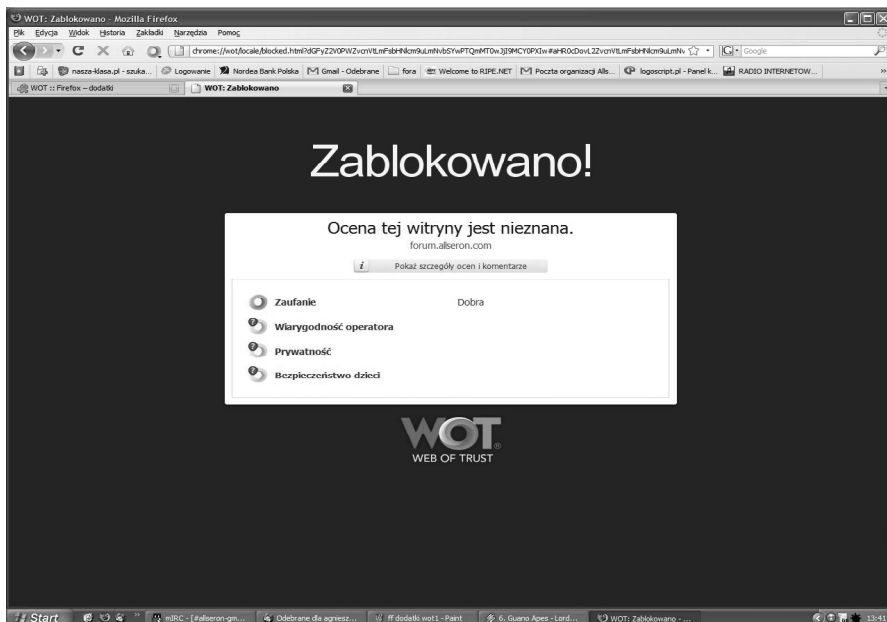 WOT: Zablokowano - Mozilla Firefox
Plik Edycja Widok Historia Zakładki Narzędzia Pomoc
Google
nasza-klasa.pl - szuka... Logowanie Nordea Bank Polska Gmail - Odebrane fora Welcome to RIPE.NET Poczta organizacji Alls... logoscript.pl - Panel k... RADIO INTERNETOW... »
WOT :: Firefox – dodatki WOT: Zablokowano
Zablokowano!
Ocena tej witryny jest nieznana.
forum.allseron.com
i Pokaż szczegóły ocen i komentarze
Zaufanie Dobra
? Wiarygodność operatora
? Prywatność
? Bezpieczeństwo dzieci
WOT®
WEB OF TRUST
Start » mIRC - [#allseron-gm... Odebrane dla agniesz... ff dodatki wot1 - Paint 6. Guano Apes - Lord... WOT: Zablokowano - ... 13:41